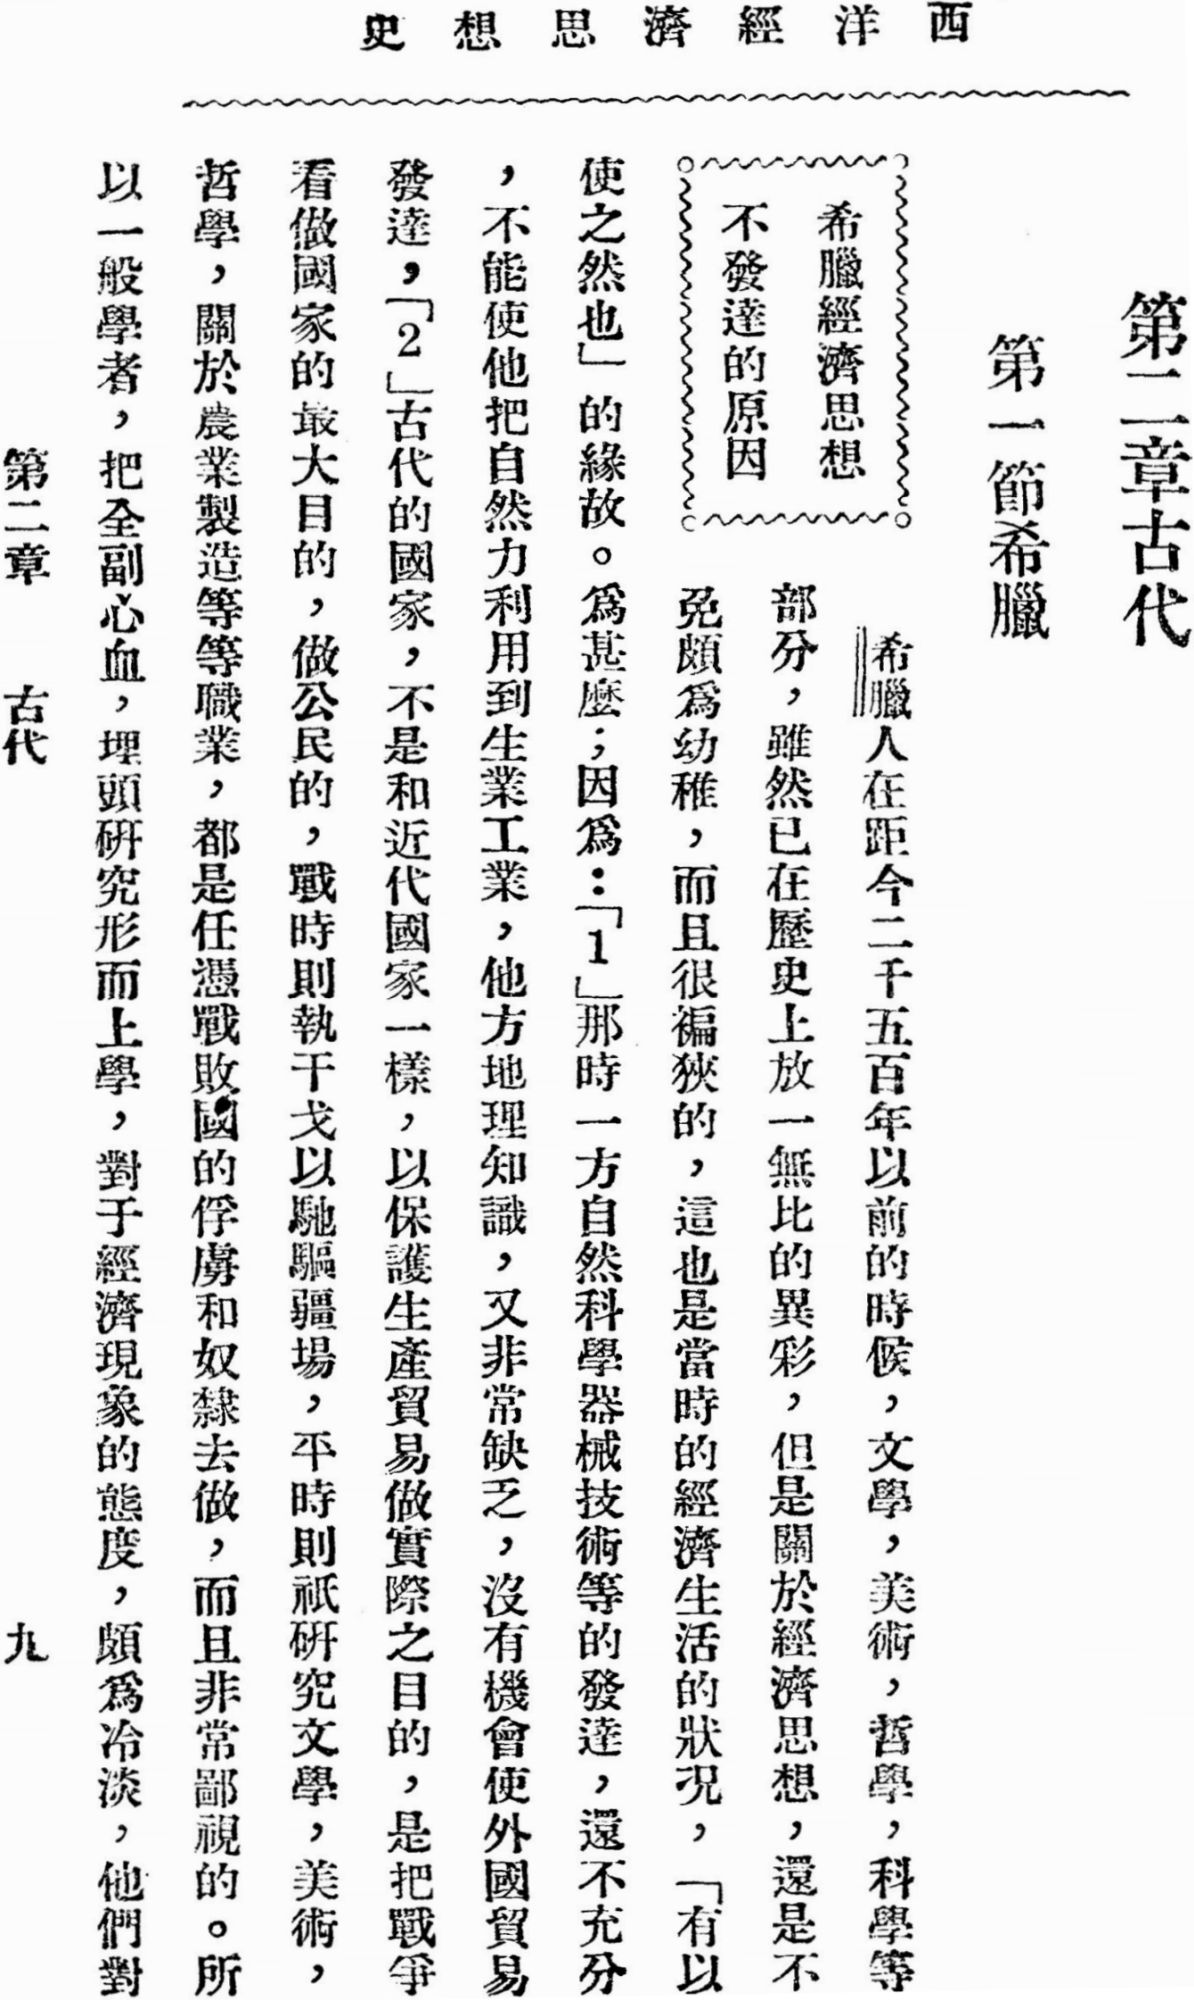 西洋經濟思想史
第二章古代
第一節希臘
希臘經濟思想
不發達的原因
希臘人在距今二千五百年以前的時候，文學，美術，哲學，科學等
部分，雖然已在歷史上放一無比的異彩，但是關於經濟思想，還是不
免頗爲幼稚，而且很褊狹的，這也是當時的經濟生活的狀況，「有以
使之然也」的緣故。爲甚麼；因爲：「1」那時一方自然科學器械技術等的發達，還不充分
，不能使他把自然力利用到生業工業，他方地理知識，又非常缺乏，沒有機會使外國貿易
發達，「2」古代的國家，不是和近代國家一樣，以保護生產貿易做實際之目的，是把戰爭
看做國家的最大目的，做公民的，戰時則執干戈以馳驅疆場，平時則祇研究文學，美術，
哲學，關於農業製造等等職業，都是任憑戰敗國的俘虜和奴隸去做，而且非常鄙視的。所
以一般學者，把全副心血，埋頭研究形而上學，對于經濟現象的態度，頗爲冷淡，他們對
第二章　古代　九